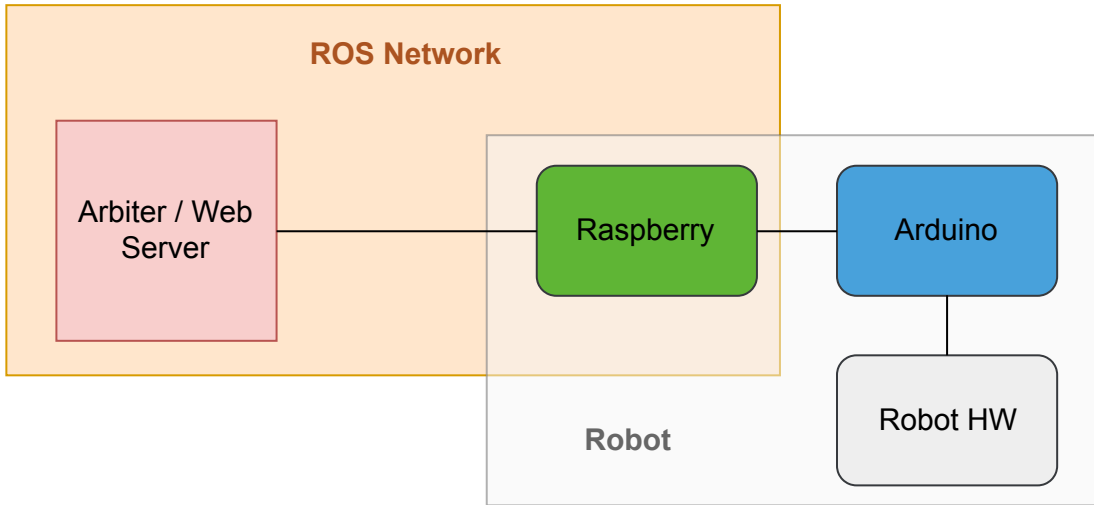 ROS Network
Arbiter / Web
Server
Raspberry
Arduino
Robot HW
Robot